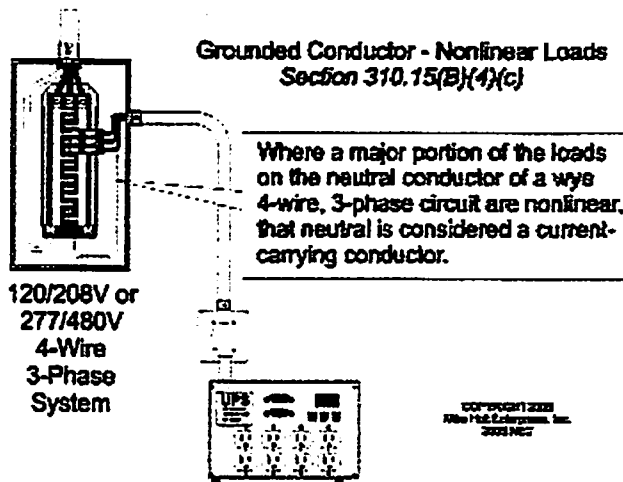 Grounded Conductor - Nonlinear Loads
Section 310.15(B)(4)(c)
Where a major portion of the loads
on the neutral conductor of a wye
4-wire, 3-phase circuit are nonlinear,
that neutral is considered a current-
carrying conductor.
120/208V or
277/480V
4-Wire
3-Phase
System
UPS